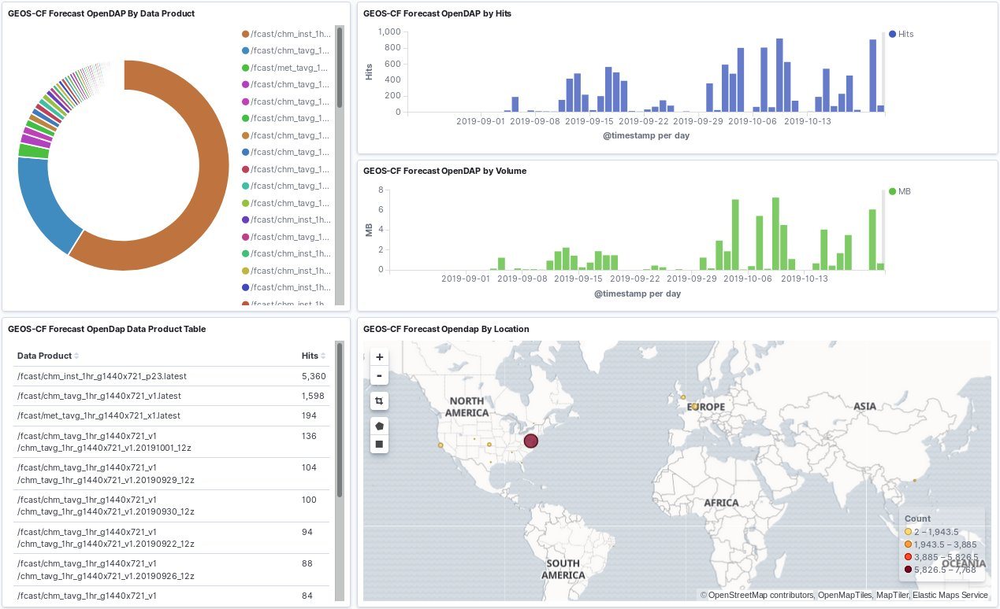 GEOS-CF Forecast OpenDAP By Data Product
/fcast/chm_inst_1h...
/fcast/chm_tavg_1...
/fcast/met_tavg_1...
/fcast/chm_tavg_1...
/fcast/chm_tavg_1...
/fcast/chm_tavg_1...
/fcast/chm_tavg_1...
/fcast/chm_tavg_1...
/fcast/chm_tavg_1...
/fcast/chm_tavg_1...
/fcast/chm_tavg_1...
/fcast/chm_inst_1h...
/fcast/chm_tavg_1...
/fcast/chm_inst_1h...
/fcast/chm_inst_1h...
/fcast/chm_inst_1h...
/fcast/chm_inst_1h
GEOS-CF Forecast OpenDAP by Hits
1,000
800
600
400
200
0
Hits
2019-09-01 2019-09-08 2019-09-15 2019-09-22 2019-09-29 2019-10-06 2019-10-13
@timestamp per day
Hits
GEOS-CF Forecast OpenDAP by Volume
8
6
4
2
0
MB
2019-09-01 2019-09-08 2019-09-15 2019-09-22 2019-09-29 2019-10-06 2019-10-13
@timestamp per day
MB
GEOS-CF Forecast OpenDap Data Product Table
Data Product Hits
/fcast/chm_inst_1hr_g1440x721_p23.latest 5,360
/fcast/chm_tavg_1hr_g1440x721_v1.latest 1,598
/fcast/met_tavg_1hr_g1440x721_x1.latest 194
/fcast/chm_tavg_1hr_g1440x721_v1 136
/chm_tavg_1hr_g1440x721_v1.20191001_12z
/fcast/chm_tavg_1hr_g1440x721_v1 104
/chm_tavg_1hr_g1440x721_v1.20190929_12z
/fcast/chm_tavg_1hr_g1440x721_v1 100
/chm_tavg_1hr_g1440x721_v1.20190930_12z
/fcast/chm_tavg_1hr_g1440x721_v1 94
/chm_tavg_1hr_g1440x721_v1.20190922_12z
/fcast/chm_tavg_1hr_g1440x721_v1 88
/chm_tavg_1hr_g1440x721_v1.20190926_12z
/fcast/chm_tavg_1hr_g1440x721_v1 84
GEOS-CF Forecast Opendap By Location
+
-
NORTH
AMERICA
EUROPE
ASIA
AFRICA
SOUTH
AMERICA
OCEANIA
Count
2 – 1,943.5
1,943.5 – 3,885
3,885 – 5,826.5
5,826.5 – 7,768
© OpenStreetMap contributors, OpenMapTiles, MapTiler, Elastic Maps Service